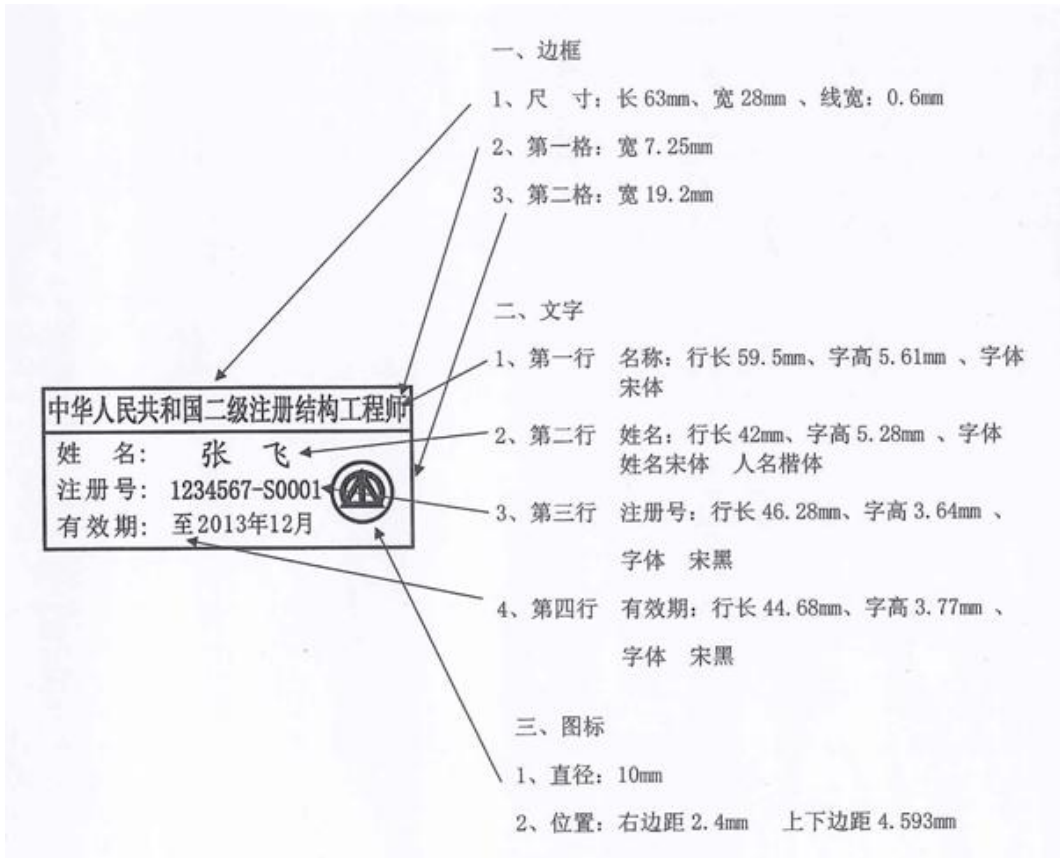 一、边框
1、尺 寸：长 63mm、宽 28mm 、线宽：0.6mm
2、第一格：宽 7.25mm
3、第二格：宽 19.2mm
二、文字
1、第一行 名称：行长 59.5mm、字高 5.61mm 、字体
宋体
2、第二行 姓名：行长 42mm、字高 5.28mm 、字体
姓名宋体 人名楷体
3、第三行 注册号：行长 46.28mm、字高 3.64mm 、
字体 宋黑
4、第四行 有效期：行长 44.68mm、字高 3.77mm 、
字体 宋黑
三、图标
1、直径：10mm
2、位置：右边距 2.4mm 上下边距 4.593mm
中华人民共和国二级注册结构工程师
姓 名： 张 飞
注册号：1234567-S0001
有效期：至2013年12月